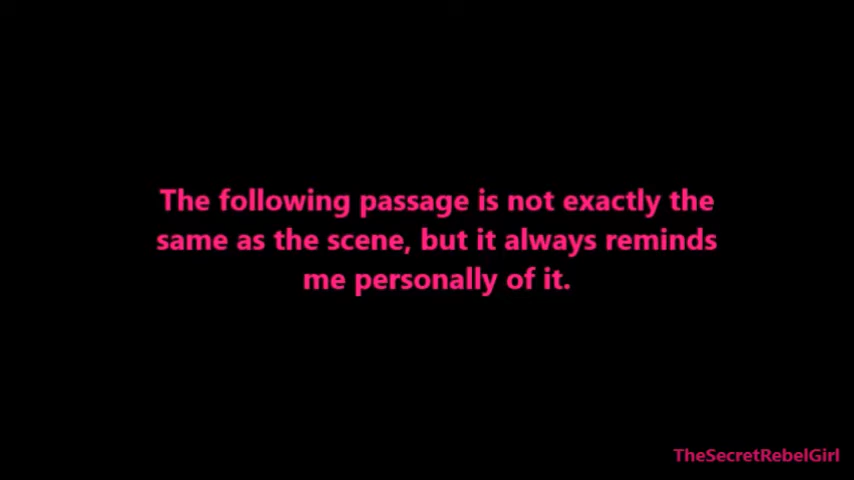 The following passage is not exactly the
same as the scene, but it always reminds
me personally of it.
TheSecretRebelGirl